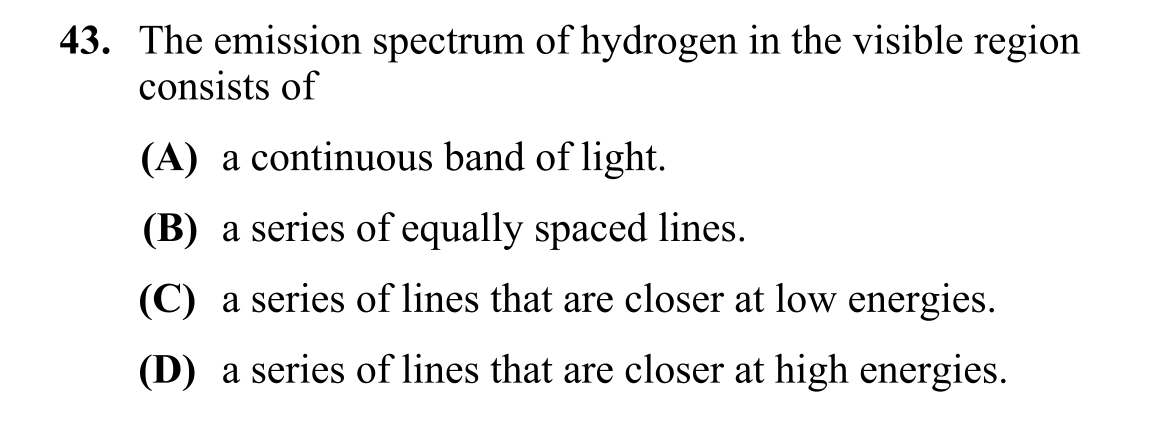 43. The emission spectrum of hydrogen in the visible region
consists of
(A) a continuous band of light.
(B) a series of equally spaced lines.
(C) a series of lines that are closer at low energies.
(D) a series of lines that are closer at high energies.